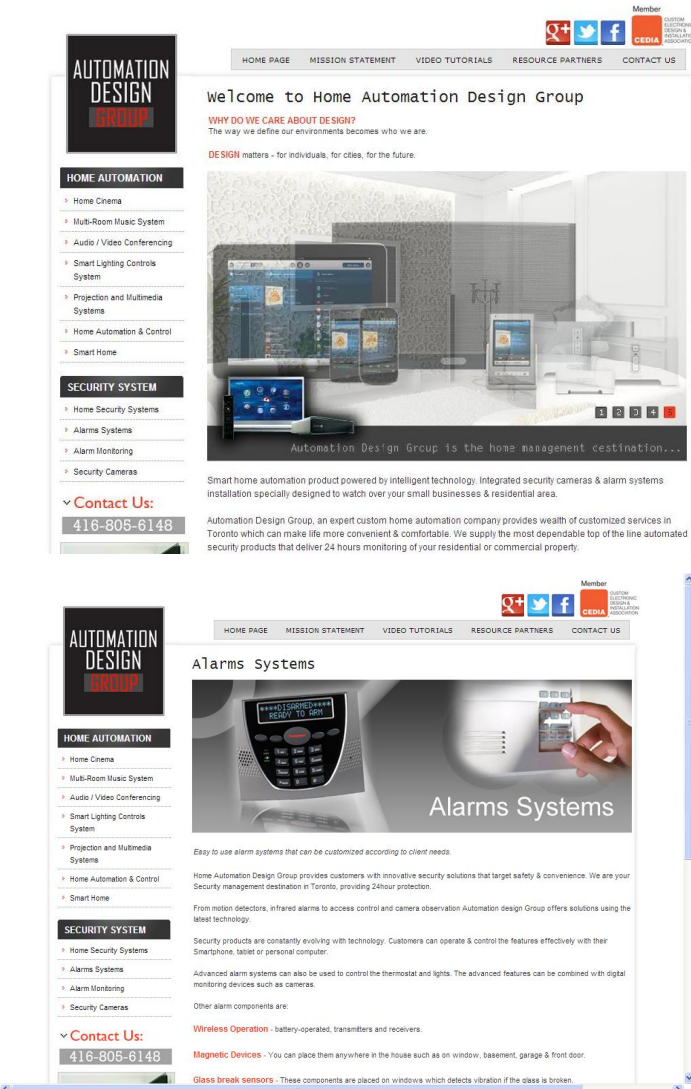 Member
CEDIA
CUSTOM
ELECTRONIC
DESIGN &
INSTALLATION
ASSOCIATION
AUTOMATION
DESIGN
GROUP
HOME PAGE MISSION STATEMENT VIDEO TUTORIALS RESOURCE PARTNERS CONTACT US
Welcome to Home Automation Design Group
WHY DO WE CARE ABOUT DESIGN?
The way we define our environments becomes who we are.
DESIGN matters - for individuals, for cities, for the future.
HOME AUTOMATION
Home Cinema
Multi-Room Music System
Audio / Video Conferencing
Smart Lighting Controls
System
Projection and Multimedia
Systems
Home Automation & Control
Smart Home
SECURITY SYSTEM
Home Security Systems
Alarms Systems
Alarm Monitoring
Security Cameras
Contact Us:
416-805-6148
1 2 3 4 5
Automation Design Group is the home management destination...
Smart home automation product powered by intelligent technology. Integrated security cameras & alarm systems
installation specially designed to watch over your small businesses & residential area.
Automation Design Group, an expert custom home automation company provides wealth of customized services in
Toronto which can make life more convenient & comfortable. We supply the most dependable top of the line automated
security products that deliver 24 hours monitoring of your residential or commercial property.
Member
CEDIA
CUSTOM
ELECTRONIC
DESIGN &
INSTALLATION
ASSOCIATION
AUTOMATION
DESIGN
GROUP
HOME PAGE MISSION STATEMENT VIDEO TUTORIALS RESOURCE PARTNERS CONTACT US
Alarms Systems
****DISARMED****
READY TO ARM
Alarms Systems
HOME AUTOMATION
Home Cinema
Multi-Room Music System
Audio / Video Conferencing
Smart Lighting Controls
System
Projection and Multimedia
Systems
Home Automation & Control
Smart Home
SECURITY SYSTEM
Home Security Systems
Alarms Systems
Alarm Monitoring
Security Cameras
Contact Us:
416-805-6148
Easy to use alarm systems that can be customized according to client needs.
Home Automation Design Group provides customers with innovative security solutions that target safety & convenience. We are your
Security management destination in Toronto, providing 24hour protection.
From motion detectors, infrared alarms to access control and camera observation Automation design Group offers solutions using the
latest technology.
Security products are constantly evolving with technology. Customers can operate & control the features effectively with their
Smartphone, tablet or personal computer.
Advanced alarm systems can also be used to control the thermostat and lights. The advanced features can be combined with digital
monitoring devices such as cameras.
Other alarm components are:
Wireless Operation - battery-operated, transmitters and receivers.
Magnetic Devices - You can place them anywhere in the house such as on window, basement, garage & front door.
Glass break sensors - These components are placed on windows which detects vibration if the glass is broken.